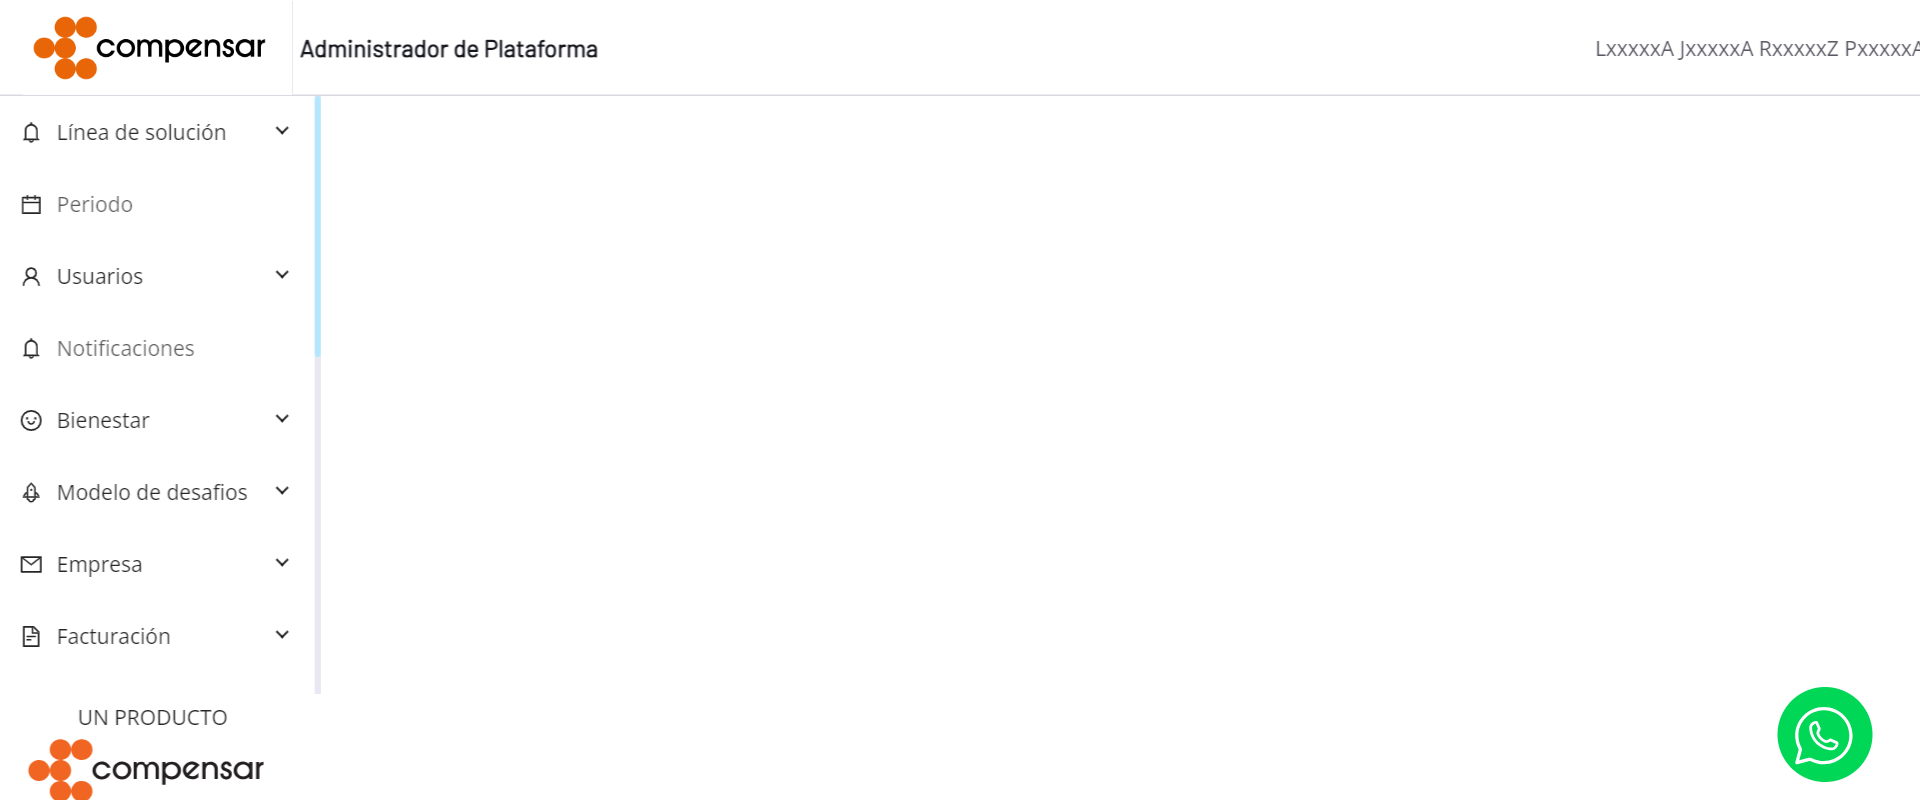 compensar
Administrador de Plataforma
LxxxxxA JxxxxxA RxxxxxZ PxxxxxA
Línea de solución
Periodo
Usuarios
Notificaciones
Bienestar
Modelo de desafios
Empresa
Facturación
UN PRODUCTO
compensar